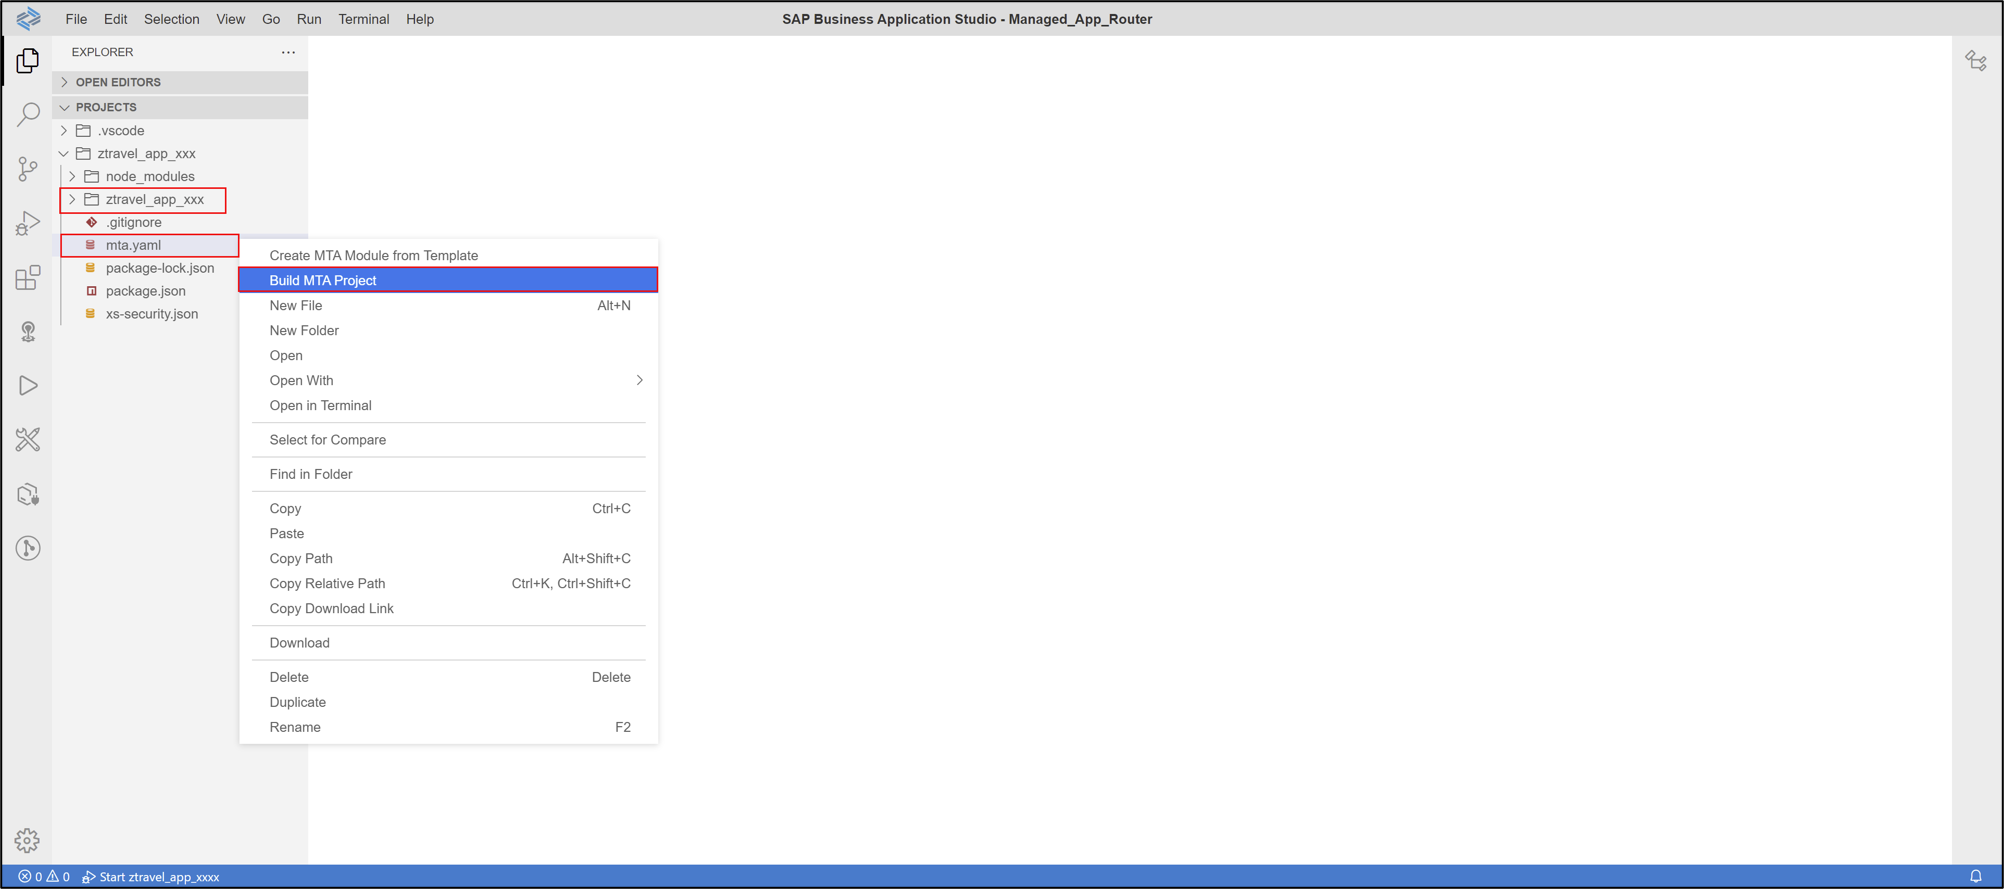 File Edit Selection View Go Run Terminal Help
SAP Business Application Studio - Managed_App_Router
EXPLORER
OPEN EDITORS
PROJECTS
.vscode
ztravel_app_xxx
node_modules
ztravel_app_xxx
.gitignore
mta.yaml
package-lock.json
package.json
xs-security.json
Create MTA Module from Template
Build MTA Project
New File Alt+N
New Folder
Open
Open With
Open in Terminal
Select for Compare
Find in Folder
Copy Ctrl+C
Paste
Copy Path Alt+Shift+C
Copy Relative Path Ctrl+K, Ctrl+Shift+C
Copy Download Link
Download
Delete Delete
Duplicate
Rename F2
0 0 Start ztravel_app_xxxx